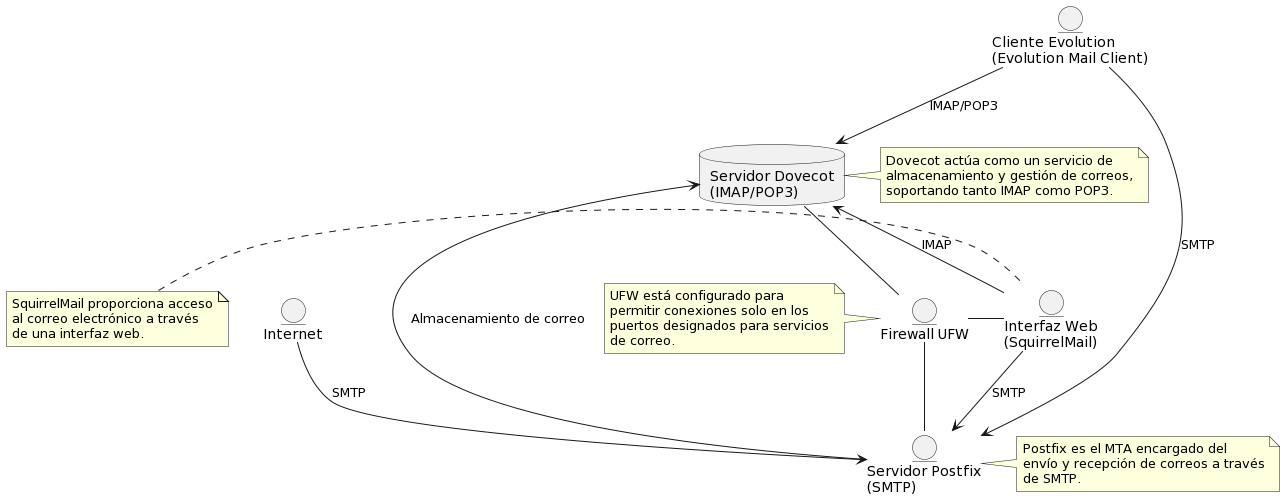 Cliente Evolution
(Evolution Mail Client)
IMAP/POP3
Servidor Dovecot
(IMAP/POP3)
Dovecot actúa como un servicio de
almacenamiento y gestión de correos,
soportando tanto IMAP como POP3.
IMAP
SMTP
SquirrelMail proporciona acceso
al correo electrónico a través
de una interfaz web.
Internet
Almacenamiento de correo
UFW está configurado para
permitir conexiones solo en los
puertos designados para servicios
de correo.
Firewall UFW
Interfaz Web
(SquirrelMail)
SMTP
SMTP
Servidor Postfix
(SMTP)
Postfix es el MTA encargado del
envío y recepción de correos a través
de SMTP.